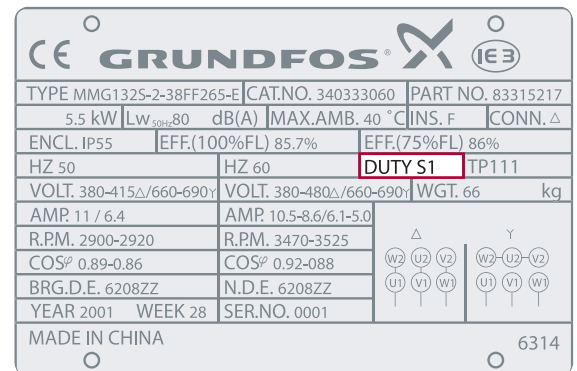 CE GRUNDFOS® IE3
TYPE MMG132S-2-38FF265-E CAT.NO. 340333060 PART NO. 83315217
5.5 kW Lw50Hz80 dB(A) MAX.AMB. 40 °C INS. F CONN. △
ENCL. IP55 EFF.(100%FL) 85.7% EFF.(75%FL) 86%
HZ 50 HZ 60 DUTY S1 TP111
VOLT. 380-415△/660-690Y VOLT. 380-480△/660-690Y WGT. 66 kg
AMP. 11 / 6.4 AMP. 10.5-8.6/6.1-5.0
R.P.M. 2900-2920 R.P.M. 3470-3525 △ Y
COSφ 0.89-0.86 COSφ 0.92-088 W2 U2 V2 W2-U2-V2
BRG.D.E. 6208ZZ N.D.E. 6208ZZ U1 V1 W1 U1 V1 W1
YEAR 2001 WEEK 28 SER.NO. 0001
MADE IN CHINA 6314